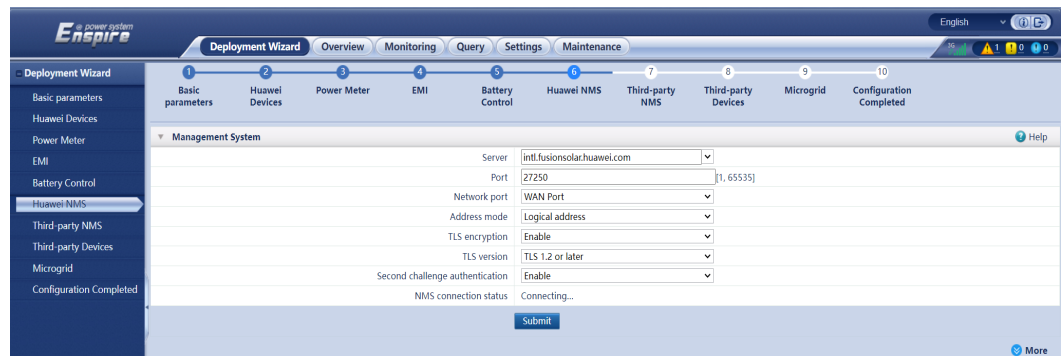 e power system
Enspire
English
Deployment Wizard Overview Monitoring Query Settings Maintenance
3G 1 0 0
Deployment Wizard
Basic parameters
Huawei Devices
Power Meter
EMI
Battery Control
Huawei NMS
Third-party NMS
Third-party Devices
Microgrid
Configuration Completed
1 2 3 4 5 6 7 8 9 10
Basic parameters Huawei Devices Power Meter EMI Battery Control Huawei NMS Third-party NMS Third-party Devices Microgrid Configuration Completed
Management System Help
Server intl.fusionsolar.huawei.com
Port 27250 [1, 65535]
Network port WAN Port
Address mode Logical address
TLS encryption Enable
TLS version TLS 1.2 or later
Second challenge authentication Enable
NMS connection status Connecting...
Submit
More